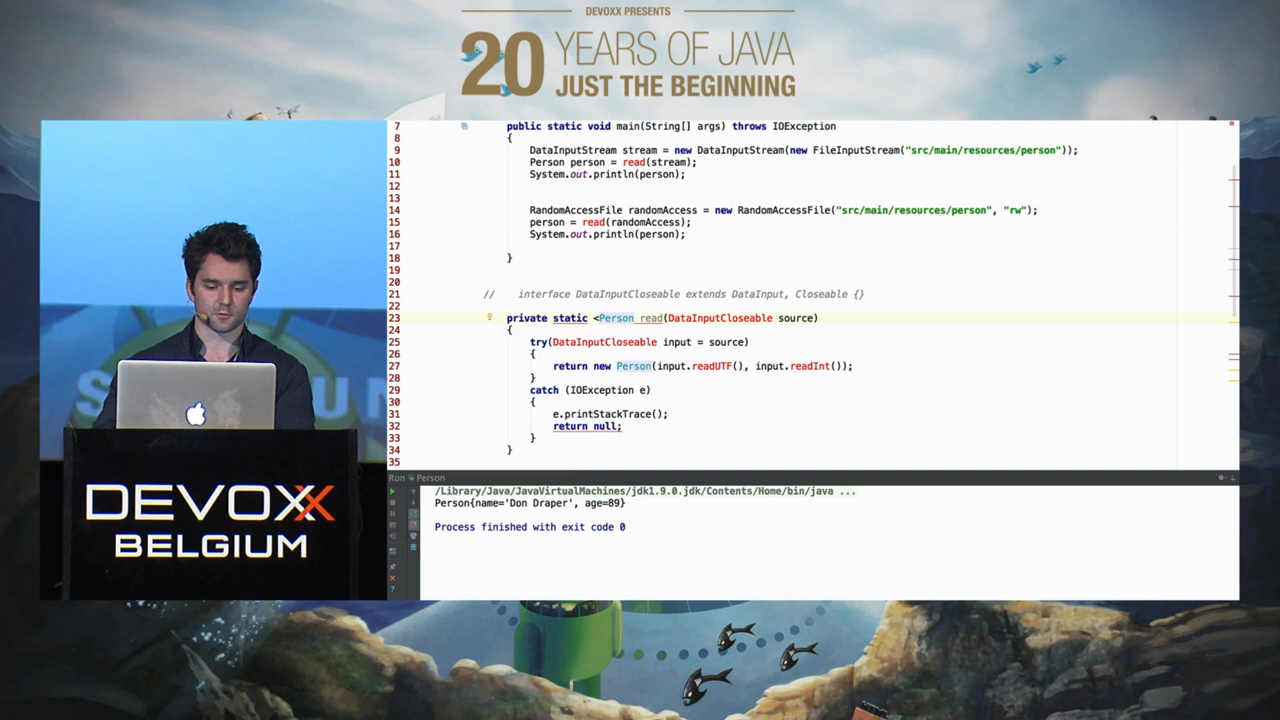 DEVOXX PRESENTS
20 YEARS OF JAVA
JUST THE BEGINNING
7 public static void main(String[] args) throws IOException
8 {
9 DataInputStream stream = new DataInputStream(new FileInputStream("src/main/resources/person"));
10 Person person = read(stream);
11 System.out.println(person);
12
13
14 RandomAccessFile randomAccess = new RandomAccessFile("src/main/resources/person", "rw");
15 person = read(randomAccess);
16 System.out.println(person);
17
18 }
19
20
21 // interface DataInputCloseable extends DataInput, Closeable {}
22
23 private static <Person read(DataInputCloseable source)
24 {
25 try(DataInputCloseable input = source)
26 {
27 return new Person(input.readUTF(), input.readInt());
28 }
29 catch (IOException e)
30 {
31 e.printStackTrace();
32 return null;
33 }
34 }
35
Run Person
/Library/Java/JavaVirtualMachines/jdk1.9.0.jdk/Contents/Home/bin/java ...
Person{name='Don Draper', age=89}
Process finished with exit code 0
DEVOXX
BELGIUM